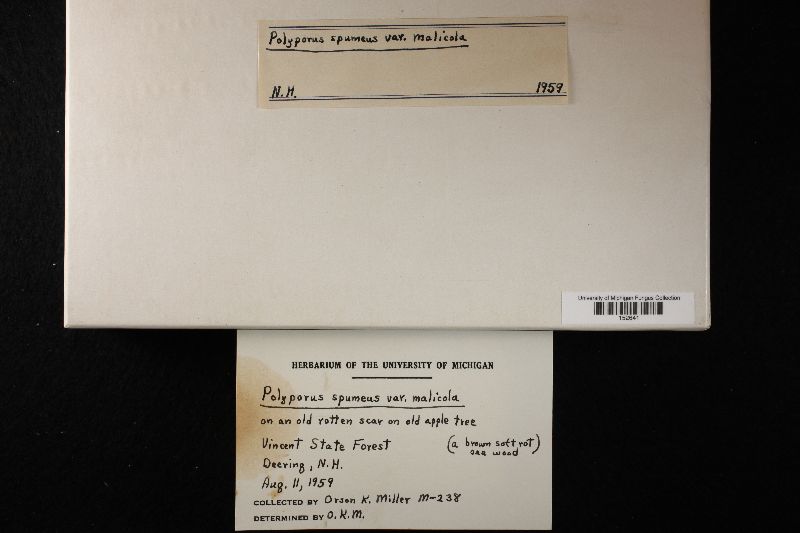 Polyporus spumeus var. malicola
N.H. 1959
University of Michigan Fungus Collection
152641
HERBARIUM OF THE UNIVERSITY OF MICHIGAN
Polyporus spumeus var. malicola
on an old rotten scar on old apple tree
Vincent State Forest (a brown soft rot)
see wood
Deering, N.H.
Aug. 11, 1959
COLLECTED BY Orson K. Miller M-238
DETERMINED BY O.K.M.